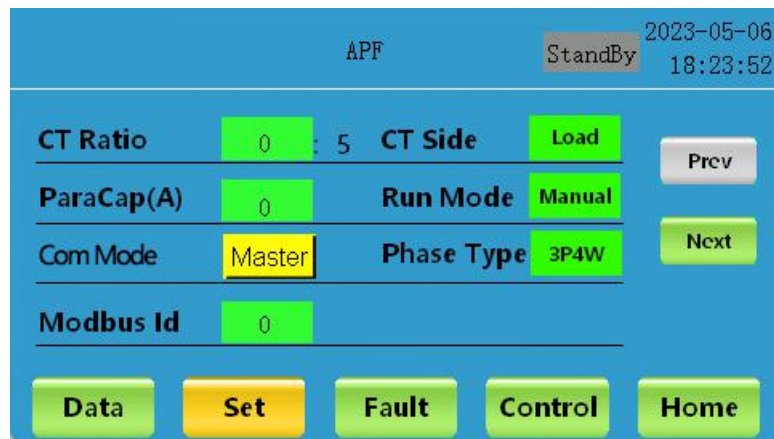 APF
StandBy
2023-05-06
18:23:52
CT Ratio 0 : 5 CT Side Load
Prev
ParaCap(A) 0 Run Mode Manual
Com Mode Master Phase Type 3P4W
Next
Modbus Id 0
Data Set Fault Control Home